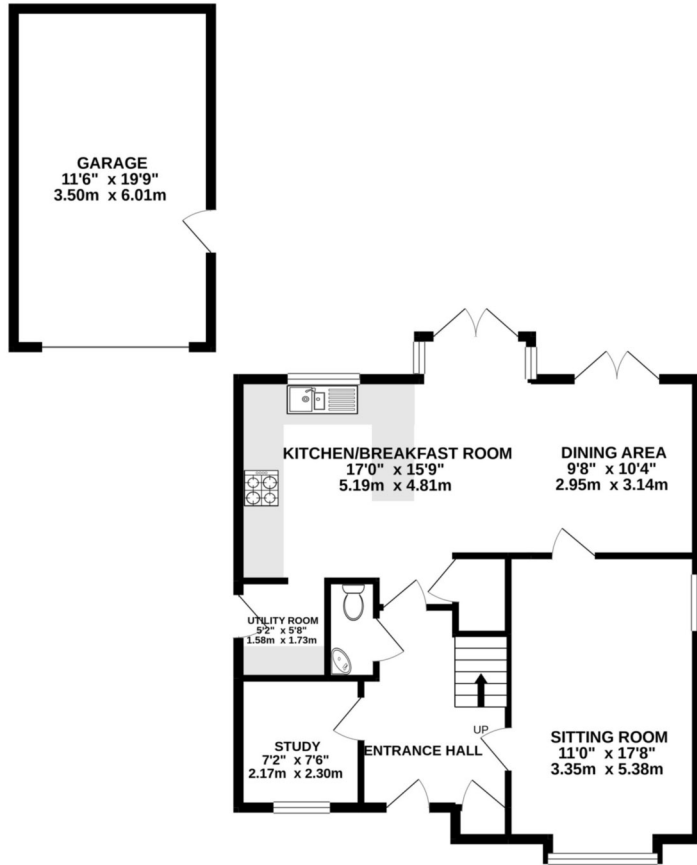 GARAGE
11'6" x 19'9"
3.50m x 6.01m
KITCHEN/BREAKFAST ROOM
17'0" x 15'9"
5.19m x 4.81m
DINING AREA
9'8" x 10'4"
2.95m x 3.14m
UTILITY ROOM
5'2" x 5'8"
1.58m x 1.73m
STUDY
7'2" x 7'6"
2.17m x 2.30m
ENTRANCE HALL
UP
SITTING ROOM
11'0" x 17'8"
3.35m x 5.38m